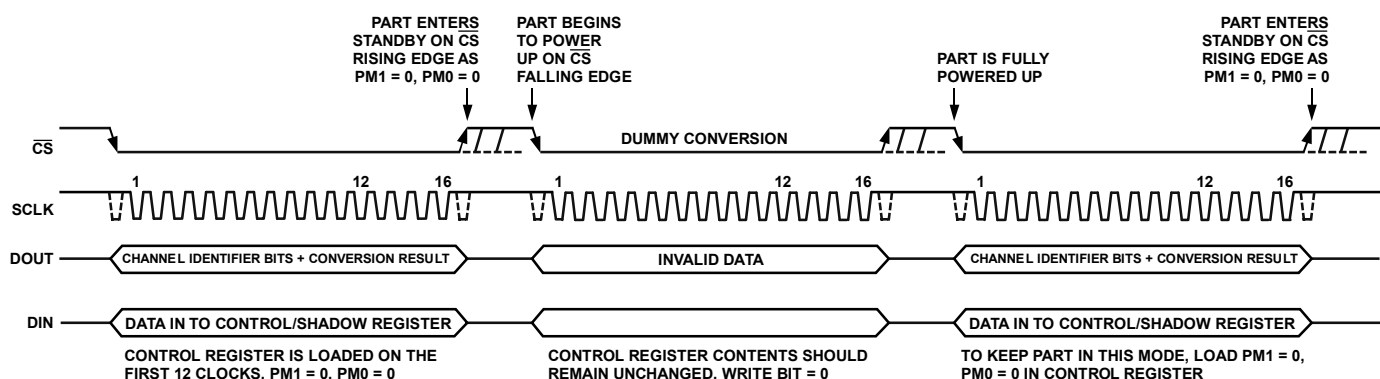 PART ENTERS
STANDBY ON CS
RISING EDGE AS
PM1 = 0, PM0 = 0
PART BEGINS
TO POWER
UP ON CS
FALLING EDGE
PART IS FULLY
POWERED UP
PART ENTERS
STANDBY ON CS
RISING EDGE AS
PM1 = 0, PM0 = 0
CS
DUMMY CONVERSION
SCLK
1 12 16 1 12 16 1 12 16
DOUT
CHANNEL IDENTIFIER BITS + CONVERSION RESULT
INVALID DATA
CHANNEL IDENTIFIER BITS + CONVERSION RESULT
DIN
DATA IN TO CONTROL/SHADOW REGISTER
DATA IN TO CONTROL/SHADOW REGISTER
CONTROL REGISTER IS LOADED ON THE
FIRST 12 CLOCKS, PM1 = 0, PM0 = 0
CONTROL REGISTER CONTENTS SHOULD
REMAIN UNCHANGED, WRITE BIT = 0
TO KEEP PART IN THIS MODE, LOAD PM1 = 0,
PM0 = 0 IN CONTROL REGISTER